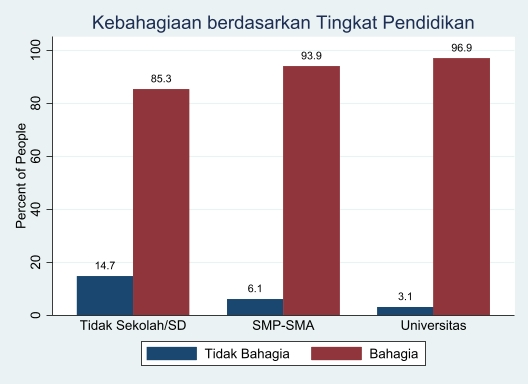 Kebahagiaan berdasarkan Tingkat Pendidikan
Percent of People
100
80
60
40
20
0
14.7
85.3
6.1
93.9
3.1
96.9
Tidak Sekolah/SD
SMP-SMA
Universitas
Tidak Bahagia
Bahagia